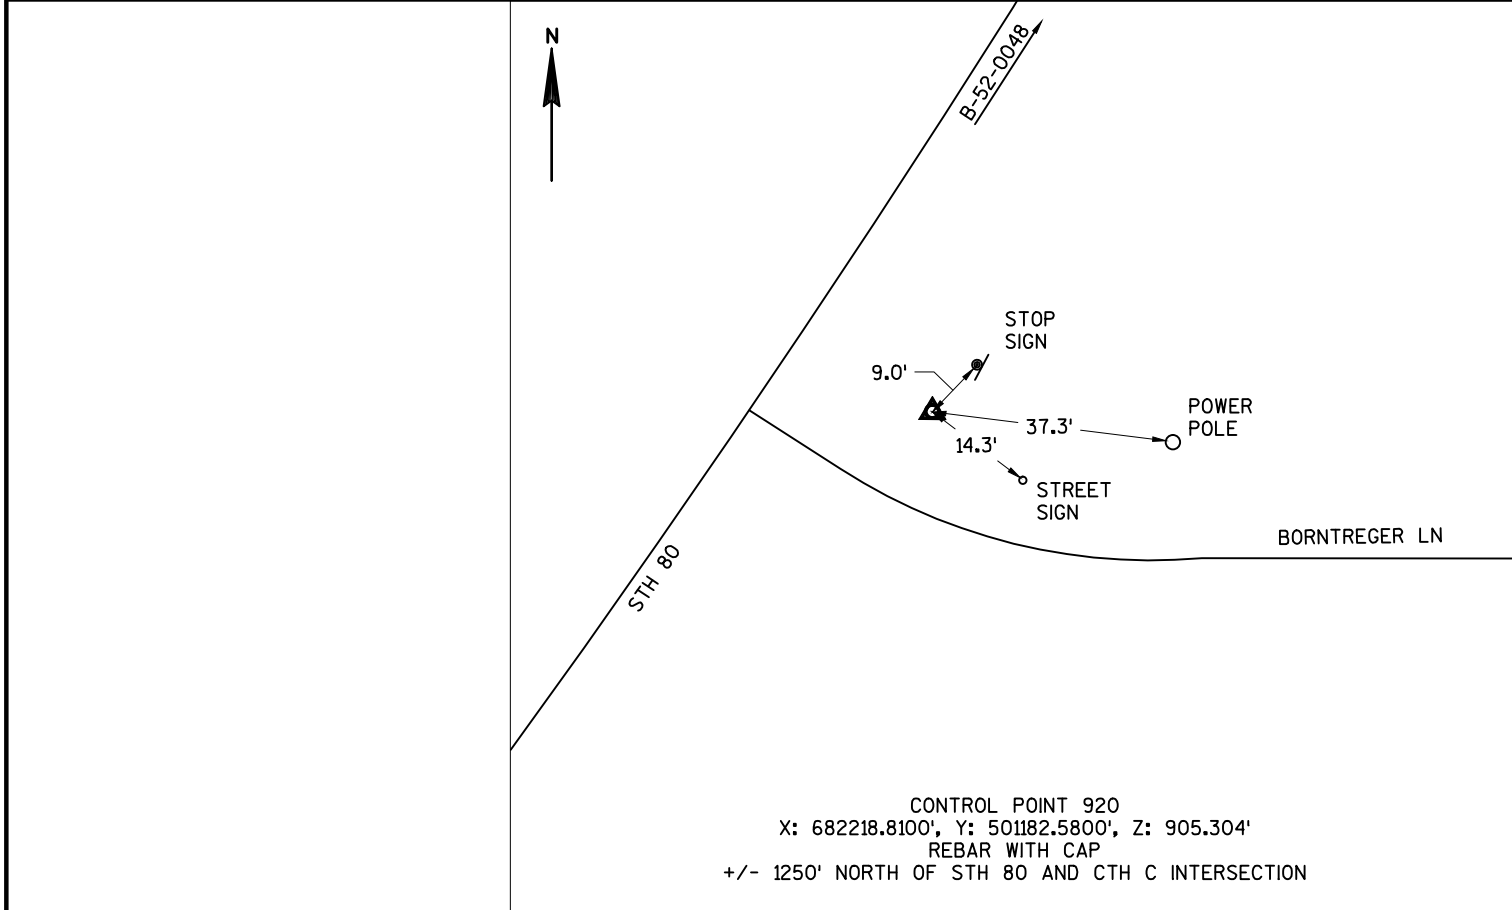 N
B-52-0048
STOP
SIGN
9.0'
POWER
POLE
37.3'
14.3'
STREET
SIGN
BORNTREGER LN
STH 80
CONTROL POINT 920
X: 682218.8100', Y: 501182.5800', Z: 905.304'
REBAR WITH CAP
+/- 1250' NORTH OF STH 80 AND CTH C INTERSECTION